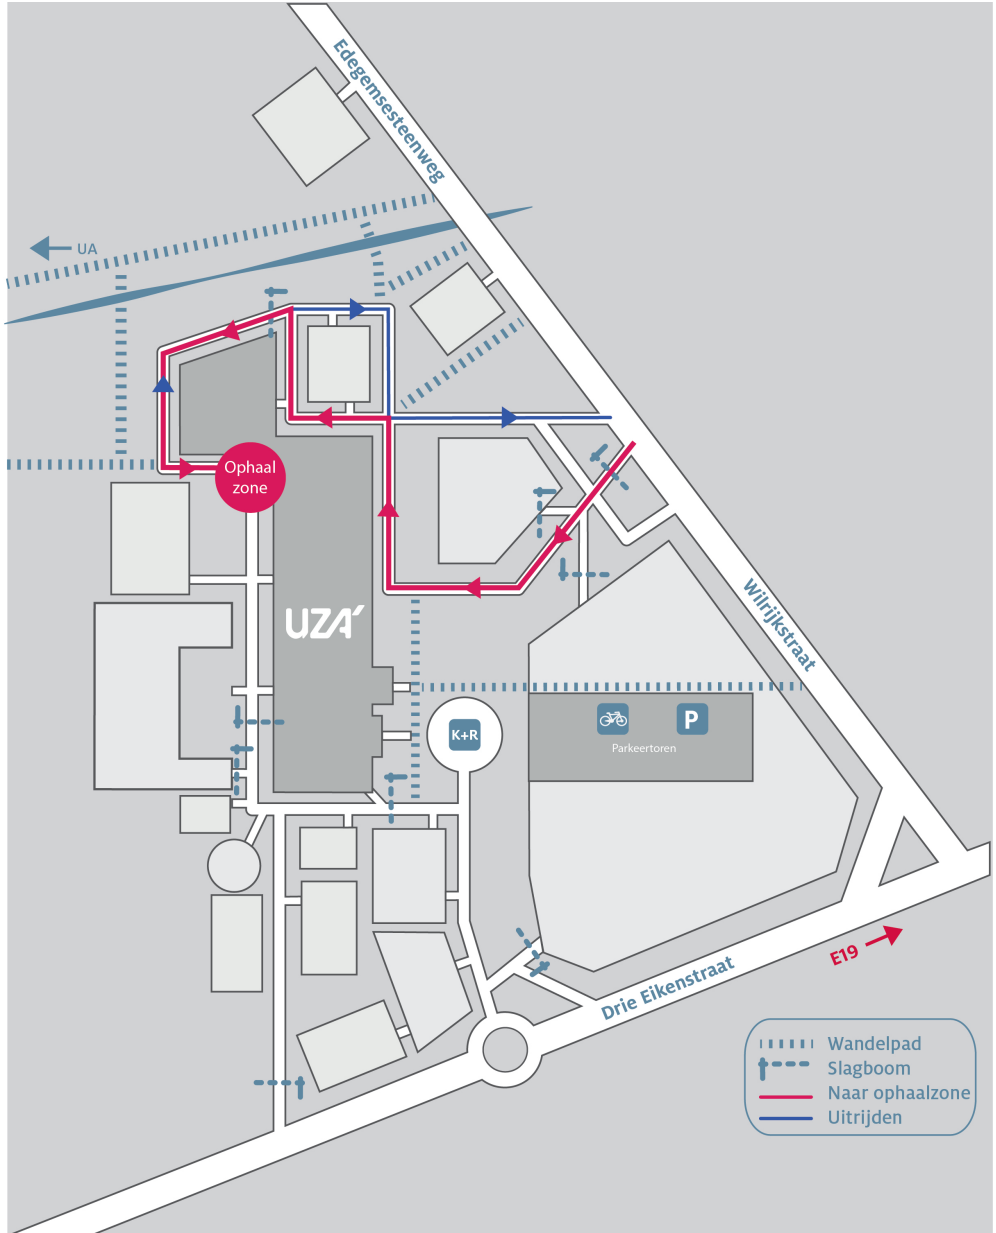 Edegemsesteenweg
UA
Ophaal
zone
UZA
Wilrijkstraat
K+R
P
Parkeertoren
E19
Drie Eikenstraat
Wandelpad
Slagboom
Naar ophaalzone
Uitrijden